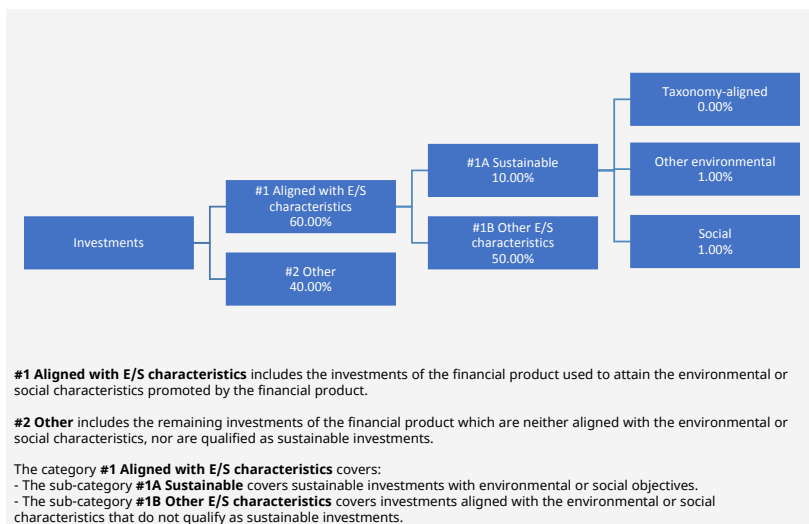 Investments
#1 Aligned with E/S
characteristics
60.00%
#2 Other
40.00%
#1A Sustainable
10.00%
#1B Other E/S
characteristics
50.00%
Taxonomy-aligned
0.00%
Other environmental
1.00%
Social
1.00%
#1 Aligned with E/S characteristics includes the investments of the financial product used to attain the environmental or
social characteristics promoted by the financial product.
#2 Other includes the remaining investments of the financial product which are neither aligned with the environmental or
social characteristics, nor are qualified as sustainable investments.
The category #1 Aligned with E/S characteristics covers:
- The sub-category #1A Sustainable covers sustainable investments with environmental or social objectives.
- The sub-category #1B Other E/S characteristics covers investments aligned with the environmental or social
characteristics that do not qualify as sustainable investments.